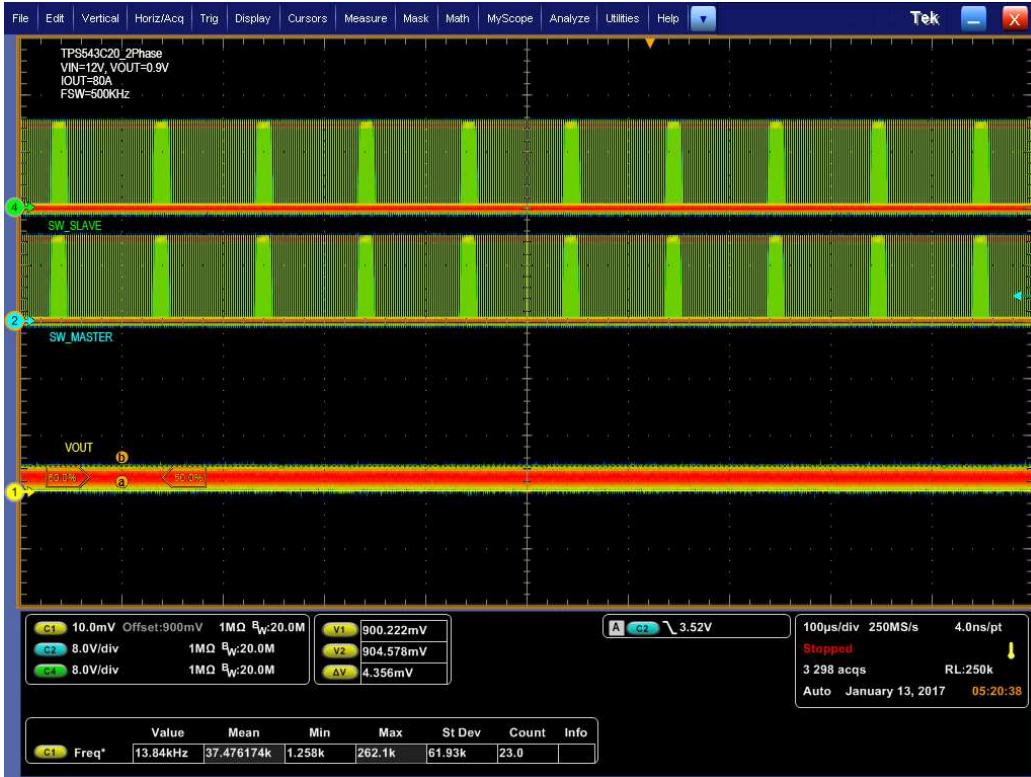 File Edit Vertical Horiz/Acq Trig Display Cursors Measure Mask Math MyScope Analyze Utilities Help Tek X
TPS543C20_2Phase
VIN=12V, VOUT=0.9V
IOUT=80A
FSW=500KHz
4
SW_SLAVE
2
SW_MASTER
VOUT
b
a
1
C1 10.0mV Offset:900mV 1MΩ BW:20.0M
C2 8.0V/div 1MΩ BW:20.0M
C4 8.0V/div 1MΩ BW:20.0M
V1 900.222mV
V2 904.578mV
ΔV 4.356mV
A C2 3.52V
100µs/div 250MS/s 4.0ns/pt
Stopped
3 298 acqs RL:250k
Auto January 13, 2017 05:20:38
Value Mean Min Max St Dev Count Info
C1 Freq* 13.84kHz 37.476174k 1.258k 262.1k 61.93k 23.0